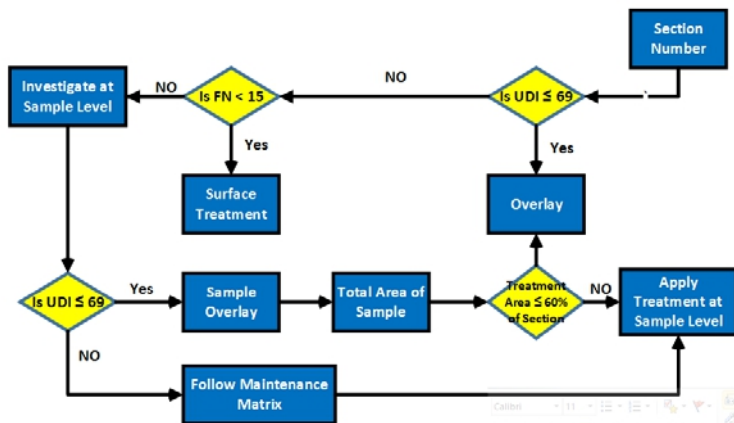 Section
Number
Investigate at
Sample Level
NO
Is FN < 15
NO
Is UDI ≤ 69
Yes
Yes
Surface
Treatment
Overlay
Is UDI ≤ 69
Yes
Sample
Overlay
Total Area of
Sample
Treatment
Area ≤ 60%
of Section
NO
Apply
Treatment at
Sample Level
NO
Follow Maintenance
Matrix
Calibri
11